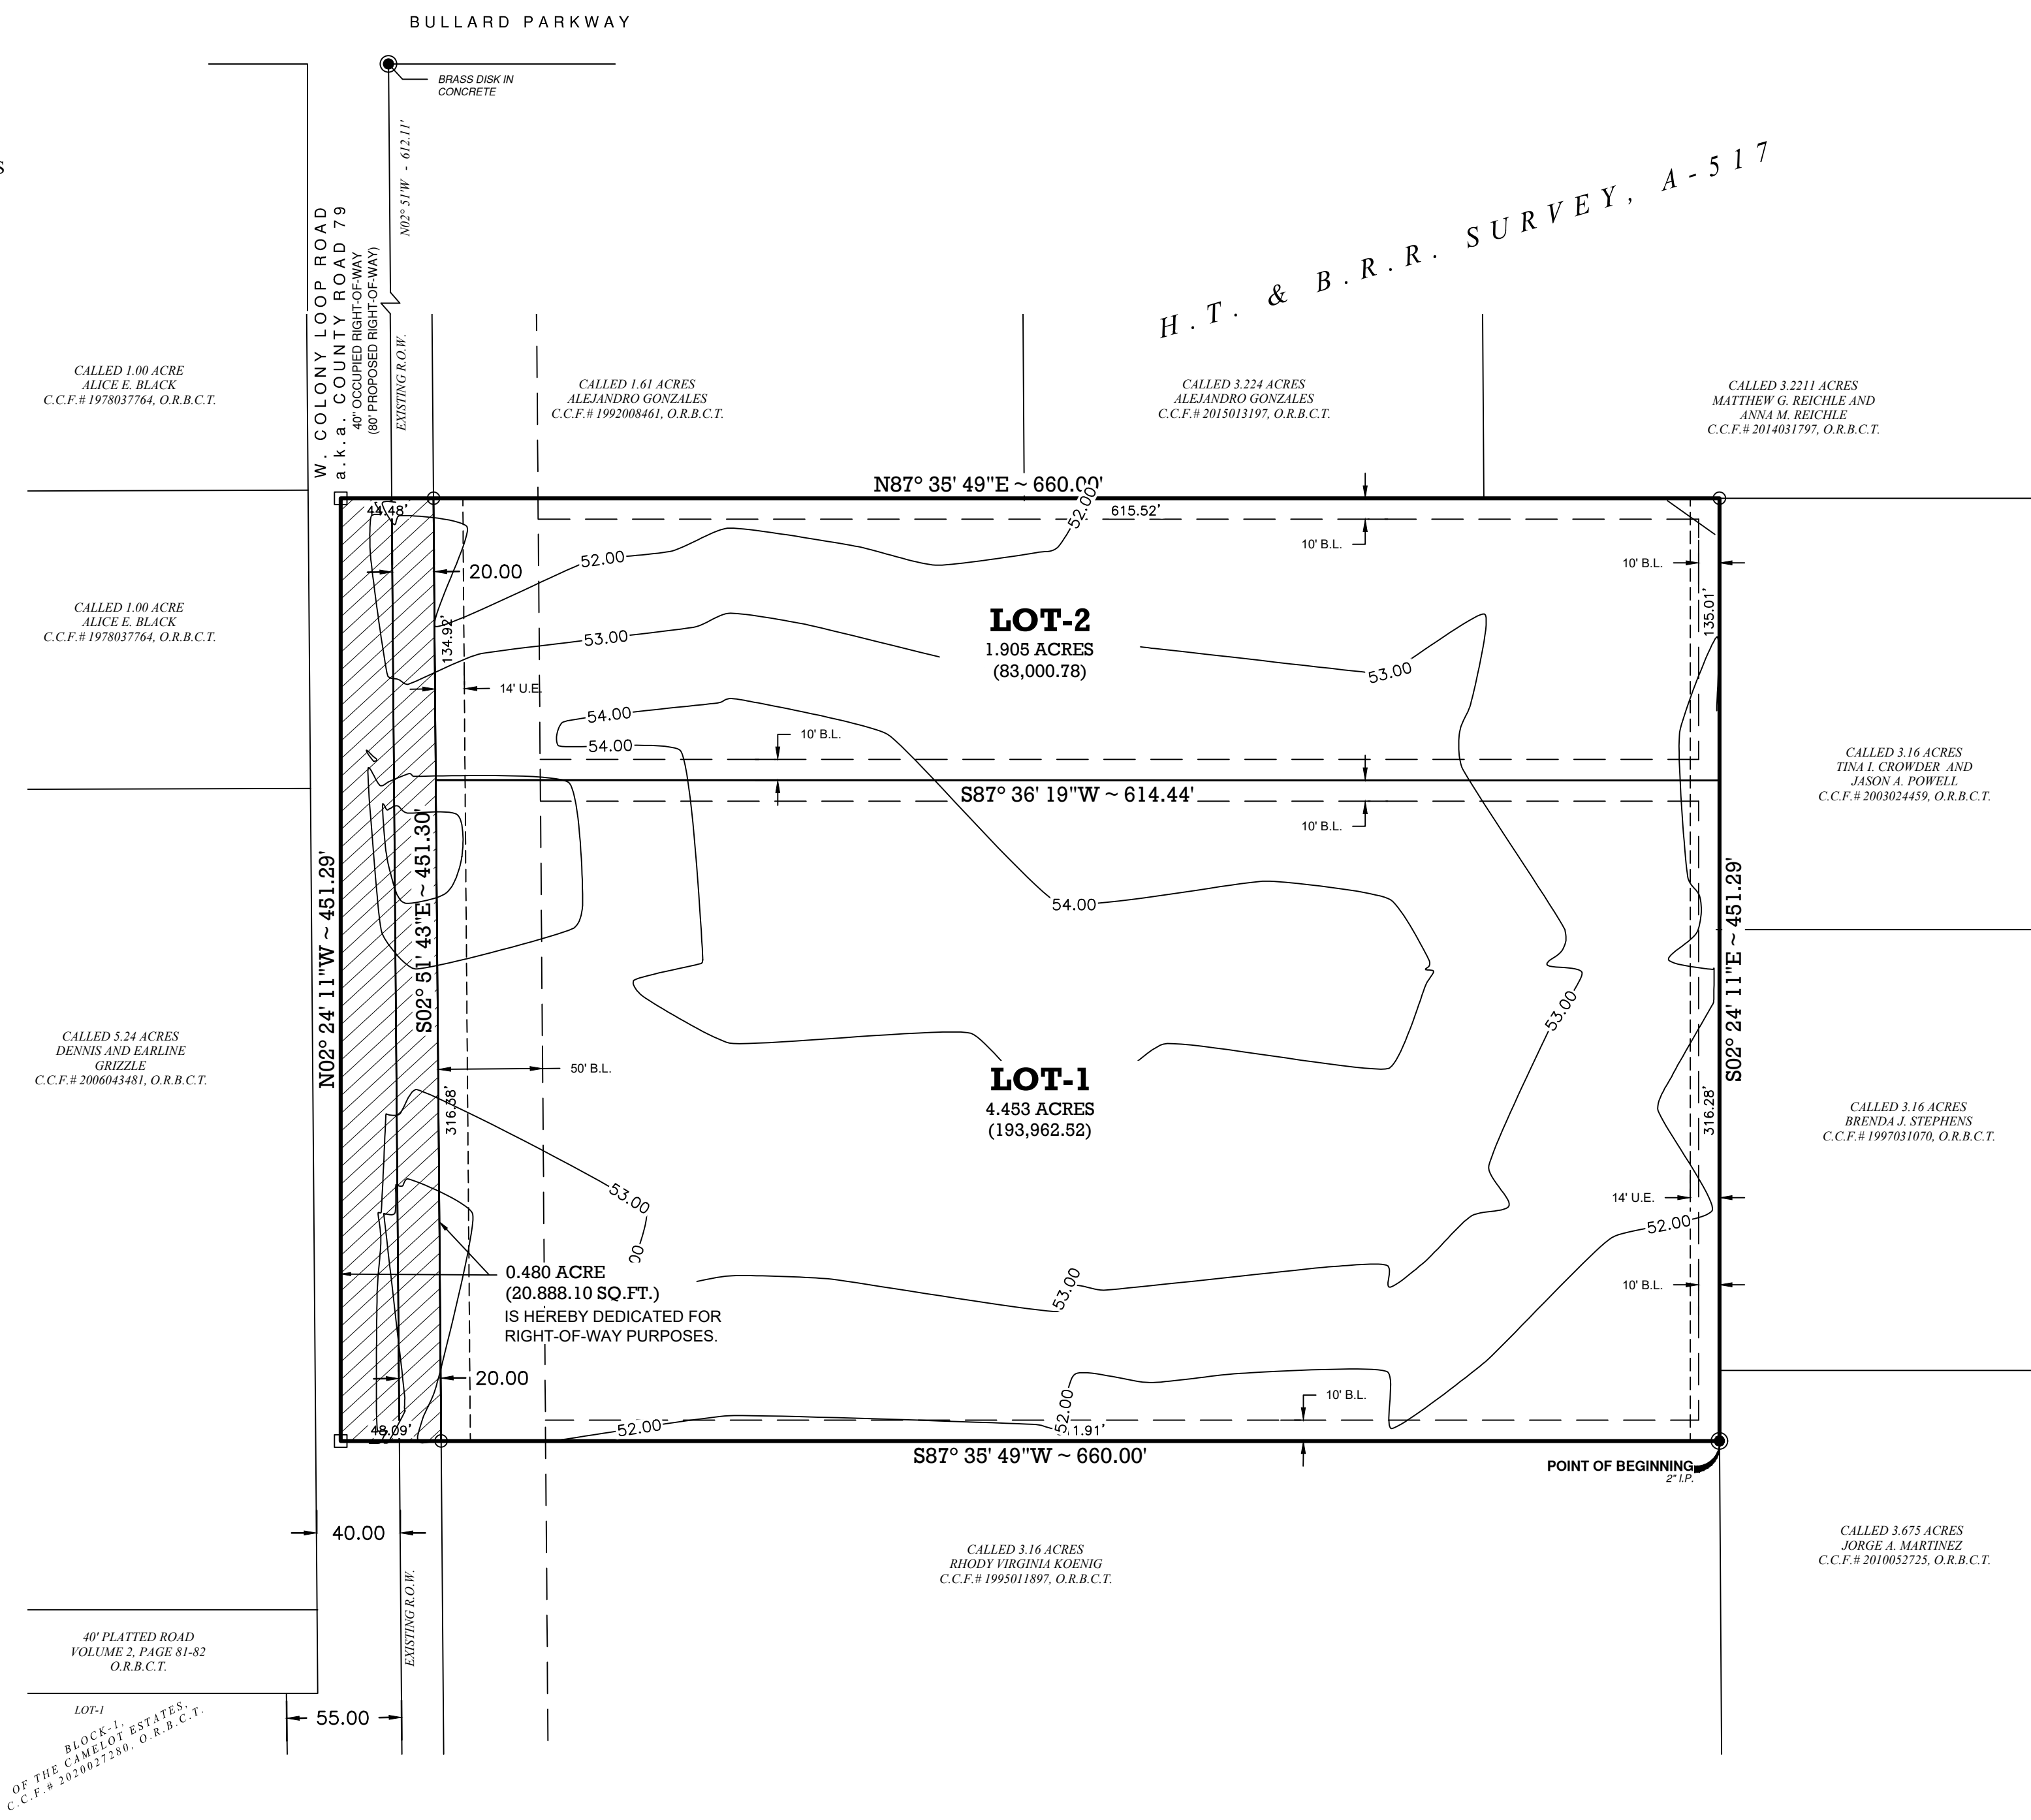 BULLARD PARKWAY
BRASS DISK IN
CONCRETE
N02° 51'W - 612.11'
S
H.T. & B.R.R. SURVEY, A-517
W. COLONY LOOP ROAD
a.k.a. COUNTY ROAD 79
40" OCCUPIED RIGHT-OF-WAY
(80' PROPOSED RIGHT-OF-WAY)
EXISTING R.O.W.
CALLED 1.00 ACRE
ALICE E. BLACK
C.C.F.# 1978037764, O.R.B.C.T.
CALLED 1.61 ACRES
ALEJANDRO GONZALES
C.C.F.# 1992008461, O.R.B.C.T.
CALLED 3.224 ACRES
ALEJANDRO GONZALES
C.C.F.# 2015013197, O.R.B.C.T.
CALLED 3.2211 ACRES
MATTHEW G. REICHLE AND
ANNA M. REICHLE
C.C.F.# 2014031797, O.R.B.C.T.
N87° 35' 49"E ~ 660.00'
44.48'
52.00
615.52'
10' B.L.
10' B.L.
52.00
20.00
CALLED 1.00 ACRE
ALICE E. BLACK
C.C.F.# 1978037764, O.R.B.C.T.
134.92'
53.00
LOT-2
1.905 ACRES
(83,000.78)
53.00
135.01'
14' U.E.
54.00
54.00
10' B.L.
S87° 36' 19"W ~ 614.44'
10' B.L.
CALLED 3.16 ACRES
TINA I. CROWDER AND
JASON A. POWELL
C.C.F.# 2003024459, O.R.B.C.T.
N02° 24' 11"W ~ 451.29'
S02° 51' 43"E ~ 451.30'
54.00
53.00
S02° 24' 11"E ~ 451.29'
CALLED 5.24 ACRES
DENNIS AND EARLINE
GRIZZLE
C.C.F.# 2006043481, O.R.B.C.T.
50' B.L.
316.38'
LOT-1
4.453 ACRES
(193,962.52)
316.28'
CALLED 3.16 ACRES
BRENDA J. STEPHENS
C.C.F.# 1997031070, O.R.B.C.T.
53.00
00
14' U.E.
52.00
0.480 ACRE
(20.888.10 SQ.FT.)
IS HEREBY DEDICATED FOR
RIGHT-OF-WAY PURPOSES.
53.00
10' B.L.
20.00
10' B.L.
48.09'
52.00
52.00
1.91'
S87° 35' 49"W ~ 660.00'
POINT OF BEGINNING
2" I.P.
40.00
CALLED 3.16 ACRES
RHODY VIRGINIA KOENIG
C.C.F.# 1995011897, O.R.B.C.T.
CALLED 3.675 ACRES
JORGE A. MARTINEZ
C.C.F.# 2010052725, O.R.B.C.T.
EXISTING R.O.W.
40' PLATTED ROAD
VOLUME 2, PAGE 81-82
O.R.B.C.T.
55.00
LOT-1
BLOCK-1,
OF THE CAMELOT ESTATES,
C.C.F.# 2020027280, O.R.B.C.T.